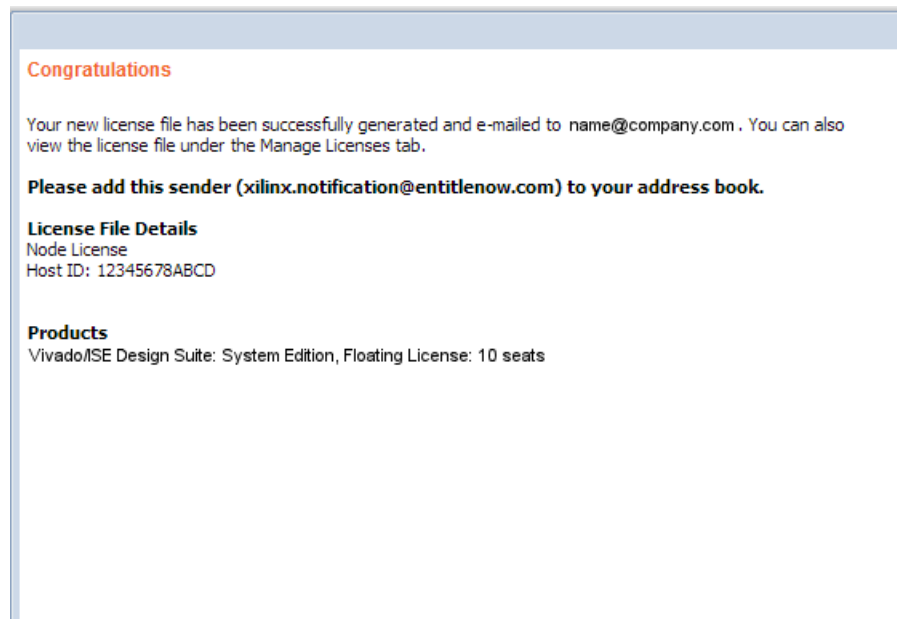 Congratulations
Your new license file has been successfully generated and e-mailed to name@company.com . You can also
view the license file under the Manage Licenses tab.
Please add this sender (xilinx.notification@entitlenow.com) to your address book.
License File Details
Node License
Host ID: 12345678ABCD
Products
Vivado/ISE Design Suite: System Edition, Floating License: 10 seats